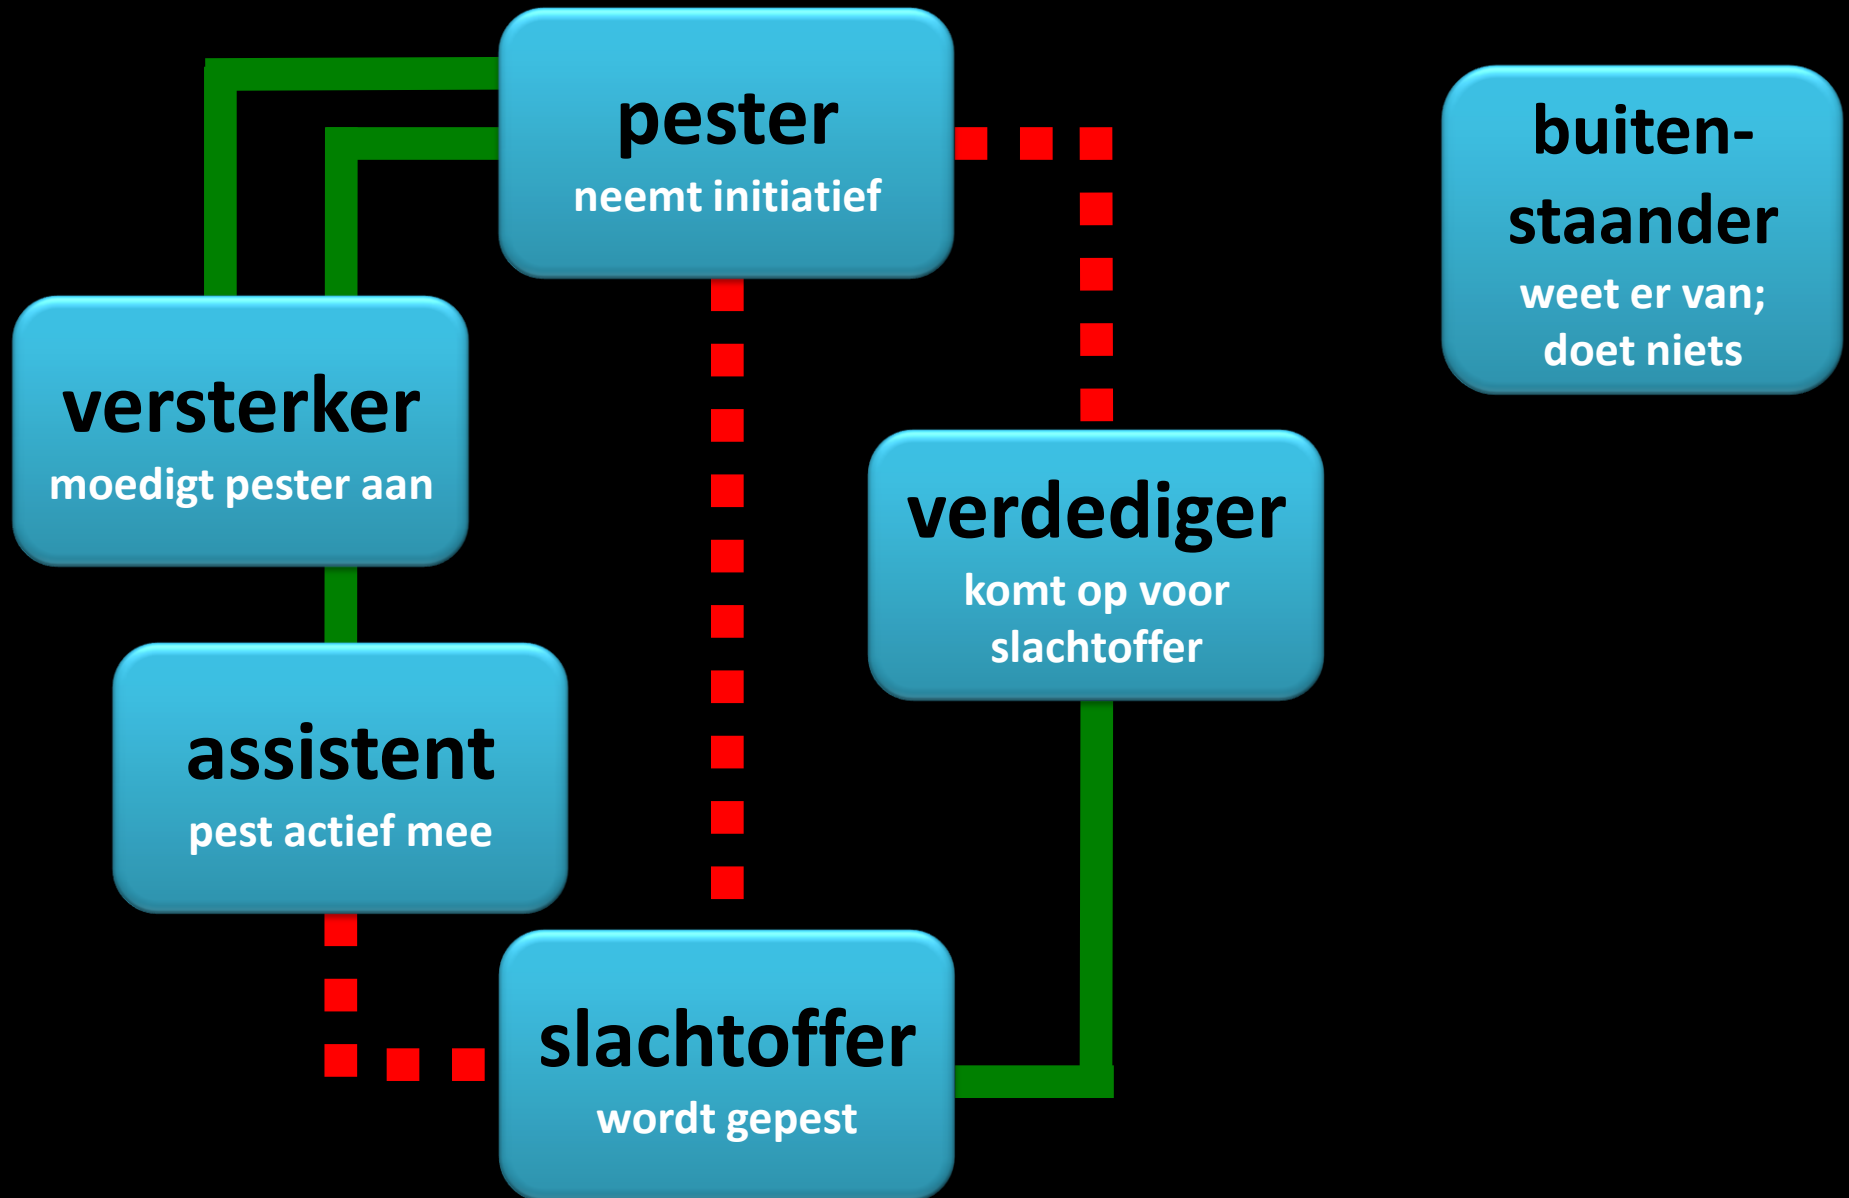 pester
neemt initiatief
buiten-
staander
weet er van;
doet niets
versterker
moedigt pester aan
verdediger
komt op voor
slachtoffer
assistent
pest actief mee
slachtoffer
wordt gepest